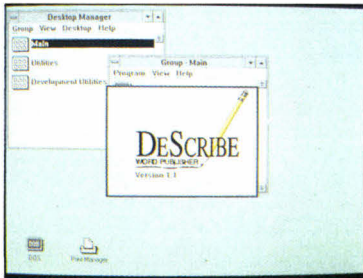 Desktop Manager
Group View Desktop Help
Main
Utilities
Development Utilities
Group - Main
Program View Help
DESCRIBE
WORD PUBLISHER
Version 1.1
DOS
Print Manager